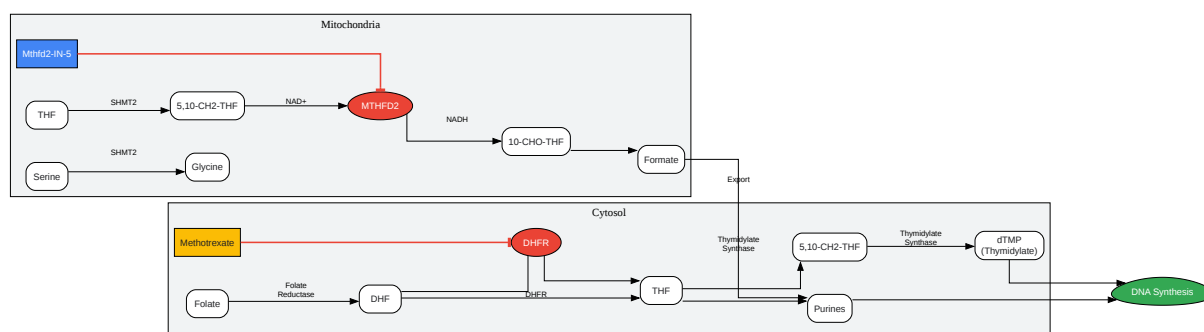 Mitochondria
Mthfd2-IN-5
SHMT2
THF
5,10-CH2-THF
NAD+
MTHFD2
NADH
10-CHO-THF
SHMT2
Serine
Glycine
Formate
Export
Cytosol
Methotrexate
DHFR
Thymidylate
Synthase
5,10-CH2-THF
Thymidylate
Synthase
dTMP
(Thymidylate)
Folate
Folate
Reductase
DHF
DHFR
THF
Purines
DNA Synthesis